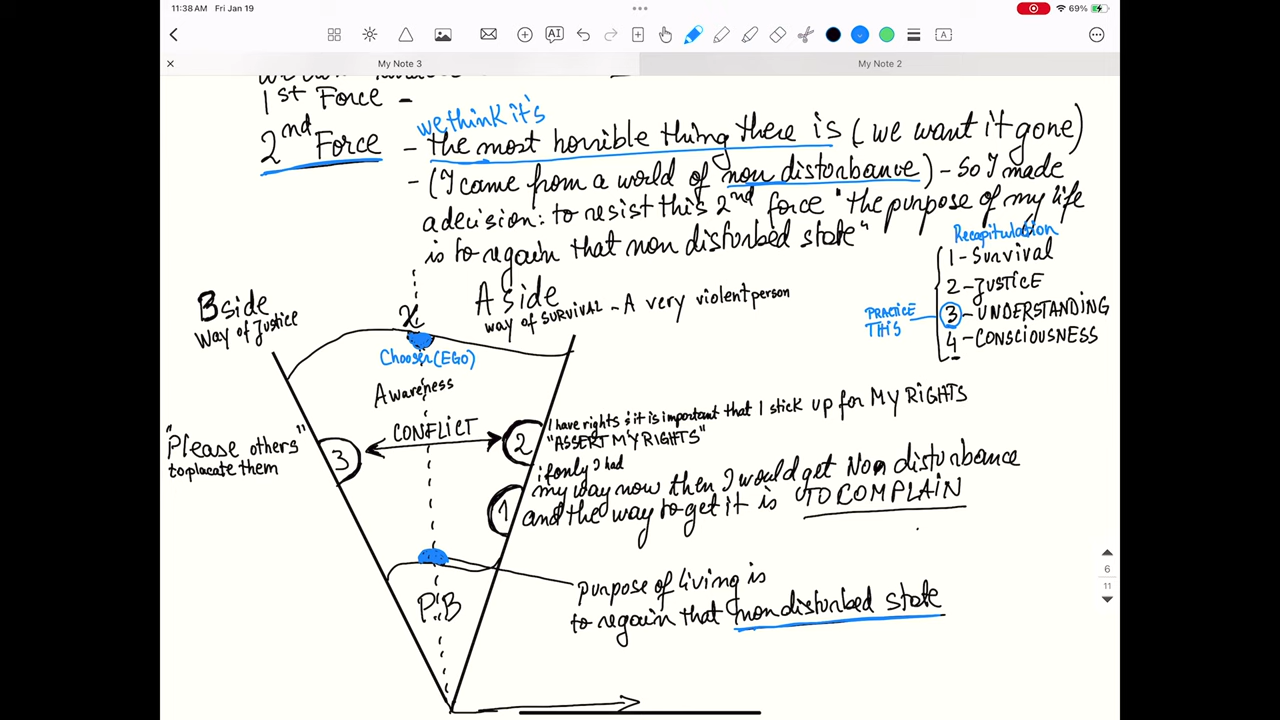 11:38 AM Fri Jan 19
69%
My Note 3
My Note 2
1st Force -
we think it's
2nd Force - the most horrible thing there is (we want it gone)
- (I came from a world of non disturbance) - So I made
a decision: to resist this 2nd force "the purpose of my life
is to regain that non disturbed state"
Recapitulation
1 - Survival
2 - JUSTICE
PRACTICE THIS
3 - UNDERSTANDING
4 - CONSCIOUSNESS
B side
way of Justice
A side
way of SURVIVAL - A very violent person
Chooser (EGO)
Awareness
CONFLICT
"Please others"
to placate them
3
2
I have rights & it is important that I stick up for MY RIGHTS
"ASSERT MY RIGHTS"
if only I had
my way now then I would get Non disturbance
1
and the way to get it is TO COMPLAIN
purpose of living is
to regain that non disturbed state
P.B
6
11